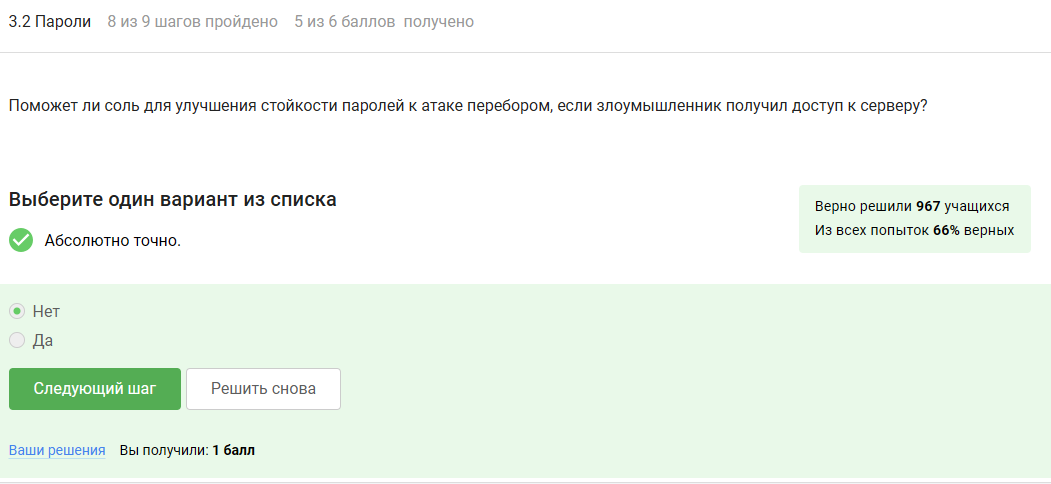 3.2 Пароли 8 из 9 шагов пройдено 5 из 6 баллов получено
Поможет ли соль для улучшения стойкости паролей к атаке перебором, если злоумышленник получил доступ к серверу?
Выберите один вариант из списка
Верно решили 967 учащихся
Из всех попыток 66% верных
Абсолютно точно.
Нет
Да
Следующий шаг Решить снова
Ваши решения Вы получили: 1 балл